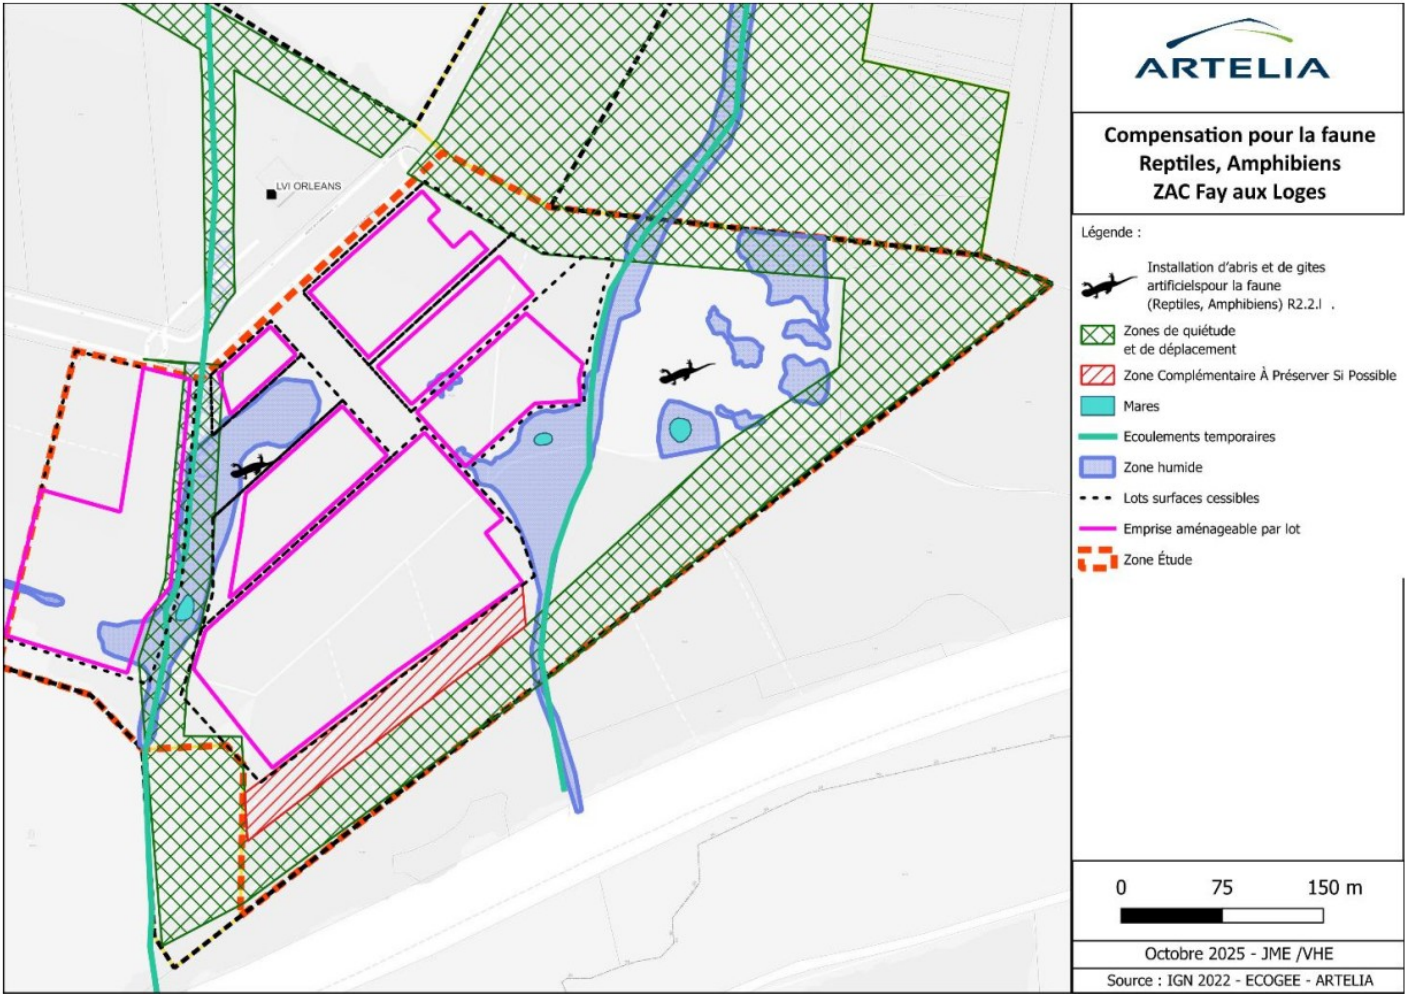 LVI ORLEANS
ARTELIA
Compensation pour la faune
Reptiles, Amphibiens
ZAC Fay aux Loges
Légende :
Installation d'abris et de gites
artificielspour la faune
(Reptiles, Amphibiens) R2.2.l .
Zones de quiétude
et de déplacement
Zone Complémentaire À Préserver Si Possible
Mares
Ecoulements temporaires
Zone humide
Lots surfaces cessibles
Emprise aménageable par lot
Zone Étude
0 75 150 m
Octobre 2025 - JME /VHE
Source : IGN 2022 - ECOGEE - ARTELIA